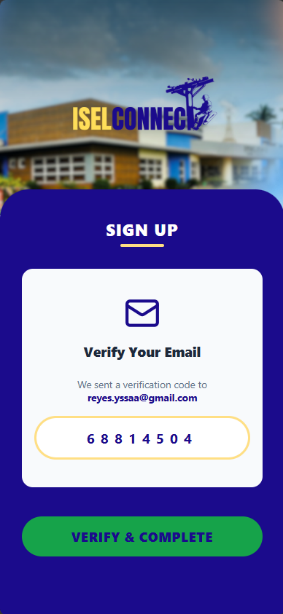 ISELCONNECT
SIGN UP
Verify Your Email
We sent a verification code to
reyes.yssaa@gmail.com
68814504
VERIFY & COMPLETE